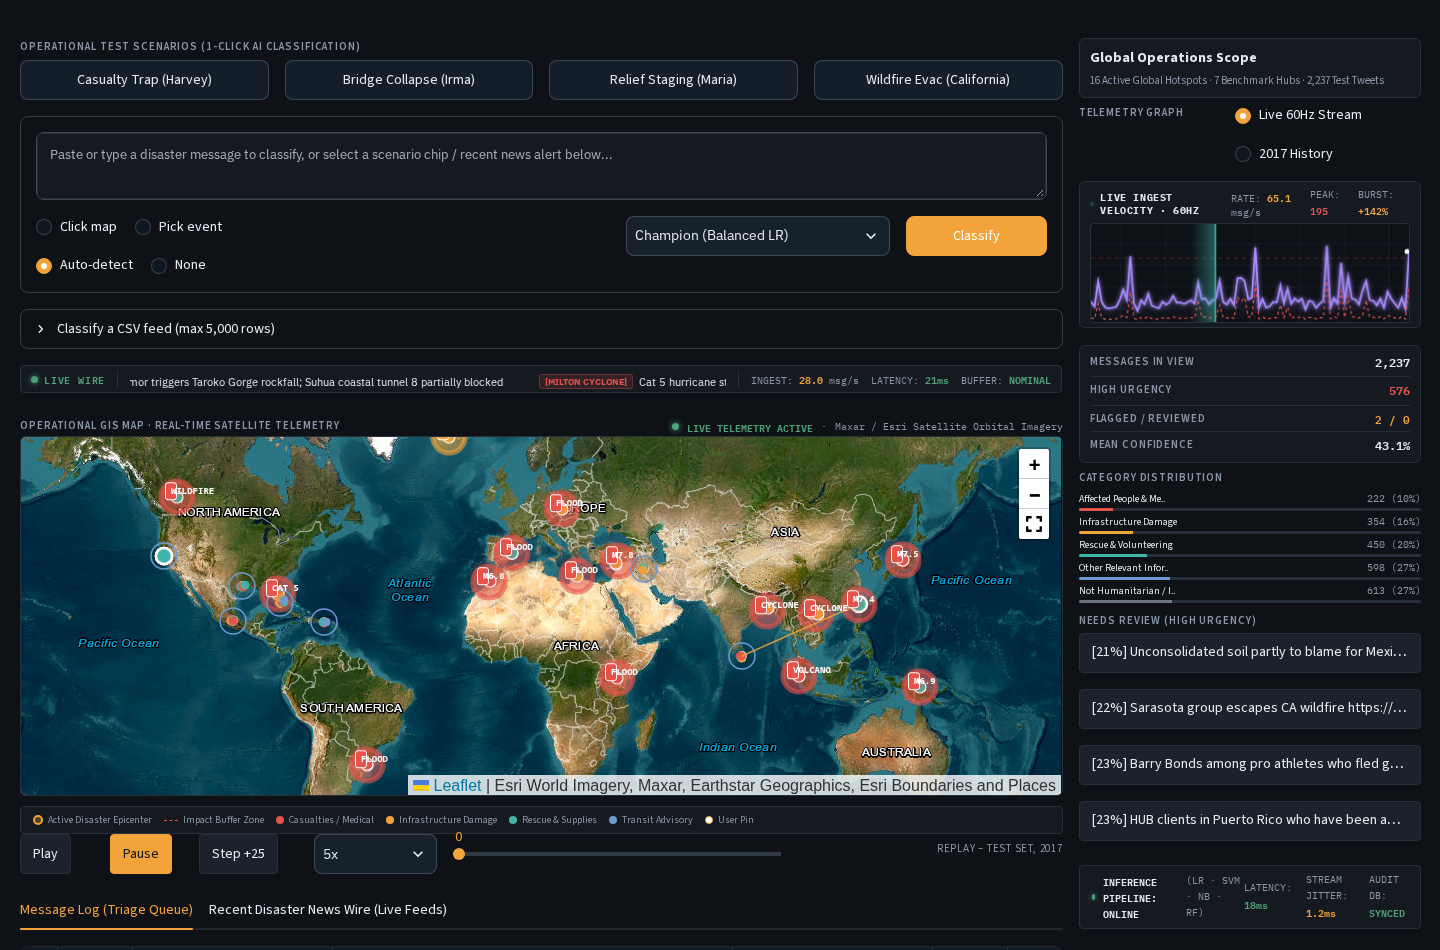 OPERATIONAL TEST SCENARIOS (1-CLICK AI CLASSIFICATION)
Casualty Trap (Harvey)
Bridge Collapse (Irma)
Relief Staging (Maria)
Wildfire Evac (California)
Paste or type a disaster message to classify, or select a scenario chip / recent news alert below...
Click map
Pick event
Auto-detect
None
Champion (Balanced LR)
Classify
Classify a CSV feed (max 5,000 rows)
LIVE WIRE
triggers Taroko Gorge rockfall; Suhua coastal tunnel 8 partially blocked
[MILTON CYCLONE]
Cat 5 hurricane
INGEST: 28.0 msg/s
LATENCY: 21ms
BUFFER: NOMINAL
OPERATIONAL GIS MAP · REAL-TIME SATELLITE TELEMETRY
LIVE TELEMETRY ACTIVE · Maxar / Esri Satellite Orbital Imagery
+
−
WILDFIRE
NORTH AMERICA
FLOOD
ASIA
FLOOD
M7.8
M7.5
FLOOD
M6.8
Atlantic
Ocean
Pacific Ocean
CAT 5
CYCLONE
CYCLONE
M7.4
Pacific Ocean
AFRICA
FLOOD
VOLCANO
M6.9
SOUTH AMERICA
Indian Ocean
AUSTRALIA
FLOOD
Leaflet | Esri World Imagery, Maxar, Earthstar Geographics, Esri Boundaries and Places
Active Disaster Epicenter
Impact Buffer Zone
Casualties / Medical
Infrastructure Damage
Rescue & Supplies
Transit Advisory
User Pin
Play
Pause
Step +25
5x
0
REPLAY – TEST SET, 2017
Message Log (Triage Queue)
Recent Disaster News Wire (Live Feeds)
Global Operations Scope
16 Active Global Hotspots · 7 Benchmark Hubs · 2,237 Test Tweets
TELEMETRY GRAPH
Live 60Hz Stream
2017 History
LIVE INGEST
VELOCITY · 60HZ
RATE: 65.1
msg/s
PEAK:
195
BURST:
+142%
MESSAGES IN VIEW
2,237
HIGH URGENCY
576
FLAGGED / REVIEWED
2 / 0
MEAN CONFIDENCE
43.1%
CATEGORY DISTRIBUTION
Affected People & Me..
222 (10%)
Infrastructure Damage
354 (16%)
Rescue & Volunteering
450 (20%)
Other Relevant Infor..
598 (27%)
Not Humanitarian / I..
613 (27%)
NEEDS REVIEW (HIGH URGENCY)
[21%] Unconsolidated soil partly to blame for Mexi...
[22%] Sarasota group escapes CA wildfire https://...
[23%] Barry Bonds among pro athletes who fled g...
[23%] HUB clients in Puerto Rico who have been a...
INFERENCE
PIPELINE:
ONLINE
(LR · SVM
· NB ·
RF)
LATENCY:
18ms
STREAM
JITTER:
1.2ms
AUDIT
DB:
SYNCED